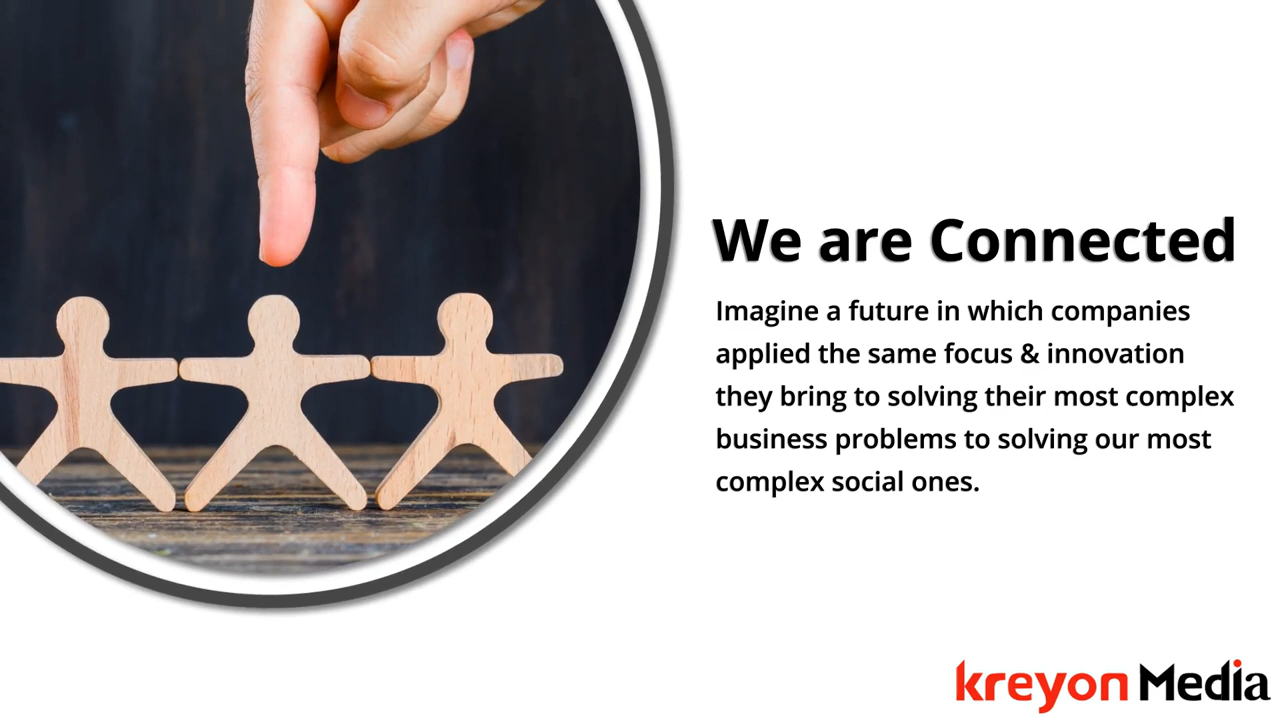 We are Connected
Imagine a future in which companies
applied the same focus & innovation
they bring to solving their most complex
business problems to solving our most
complex social ones.
kreyon Media